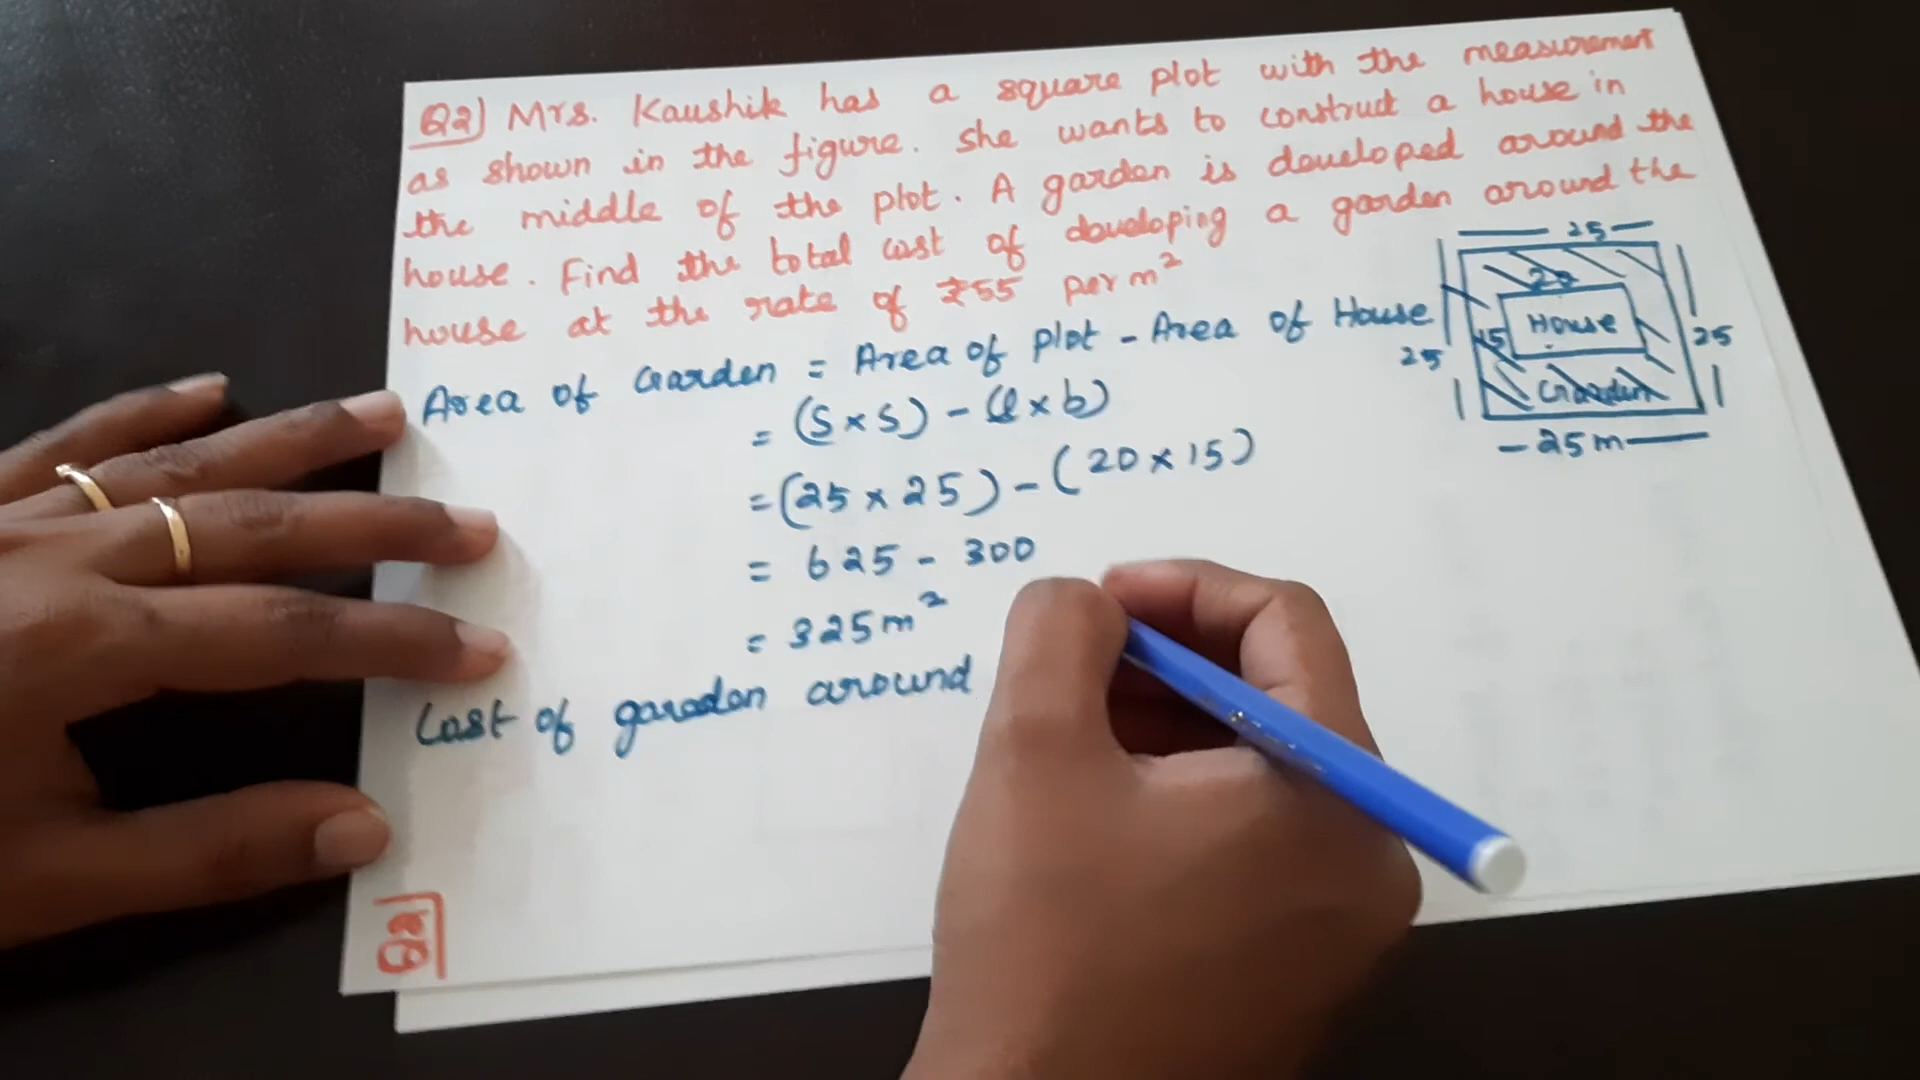 Q2) Mrs. Kaushik has a square plot with the measurement
as shown in the figure. She wants to construct a house in
the middle of the plot. A garden is developed around the
house. Find the total cost of developing a garden around the
house at the rate of ₹55 per m²
25
20
House
15
25
25
Garden
-25m-
Area of Garden = Area of plot - Area of House
= (S × S) - (l × b)
= (25 × 25) - (20 × 15)
= 625 - 300
= 325m²
Cost of garadon around
Q2